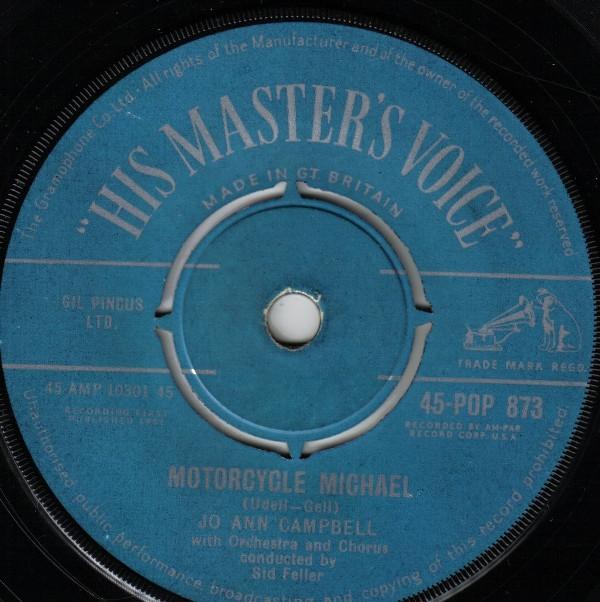 The Gramophone Co. Ltd. · All rights of the Manufacturer and of the owner of the recorded work reserved
"HIS MASTER'S VOICE"
MADE IN GT BRITAIN
GIL PINCUS
LTD.
TRADE MARK REGD.
45 AMP 10301 45
RECORDING FIRST
PUBLISHED
45-POP 873
RECORDED BY AM-PAR
RECORD CORP. U.S.A
MOTORCYCLE MICHAEL
(Udell—Gell)
JO ANN CAMPBELL
with Orchestra and Chorus
conducted by
Sid Feller
Unauthorised public performance, broadcasting and copying of this record prohibited.